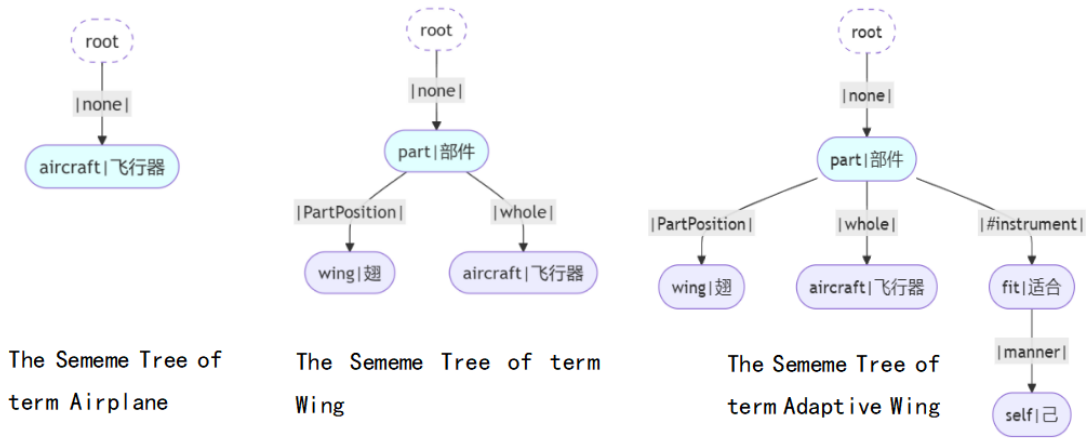 root
|none|
aircraft|飞行器
The Sememe Tree of
term Airplane
root
|none|
part|部件
|PartPosition|
|whole|
wing|翅
aircraft|飞行器
The Sememe Tree of term
Wing
root
|none|
part|部件
|PartPosition|
|whole|
|#instrument|
wing|翅
aircraft|飞行器
fit|适合
|manner|
self|己
The Sememe Tree of
term Adaptive Wing